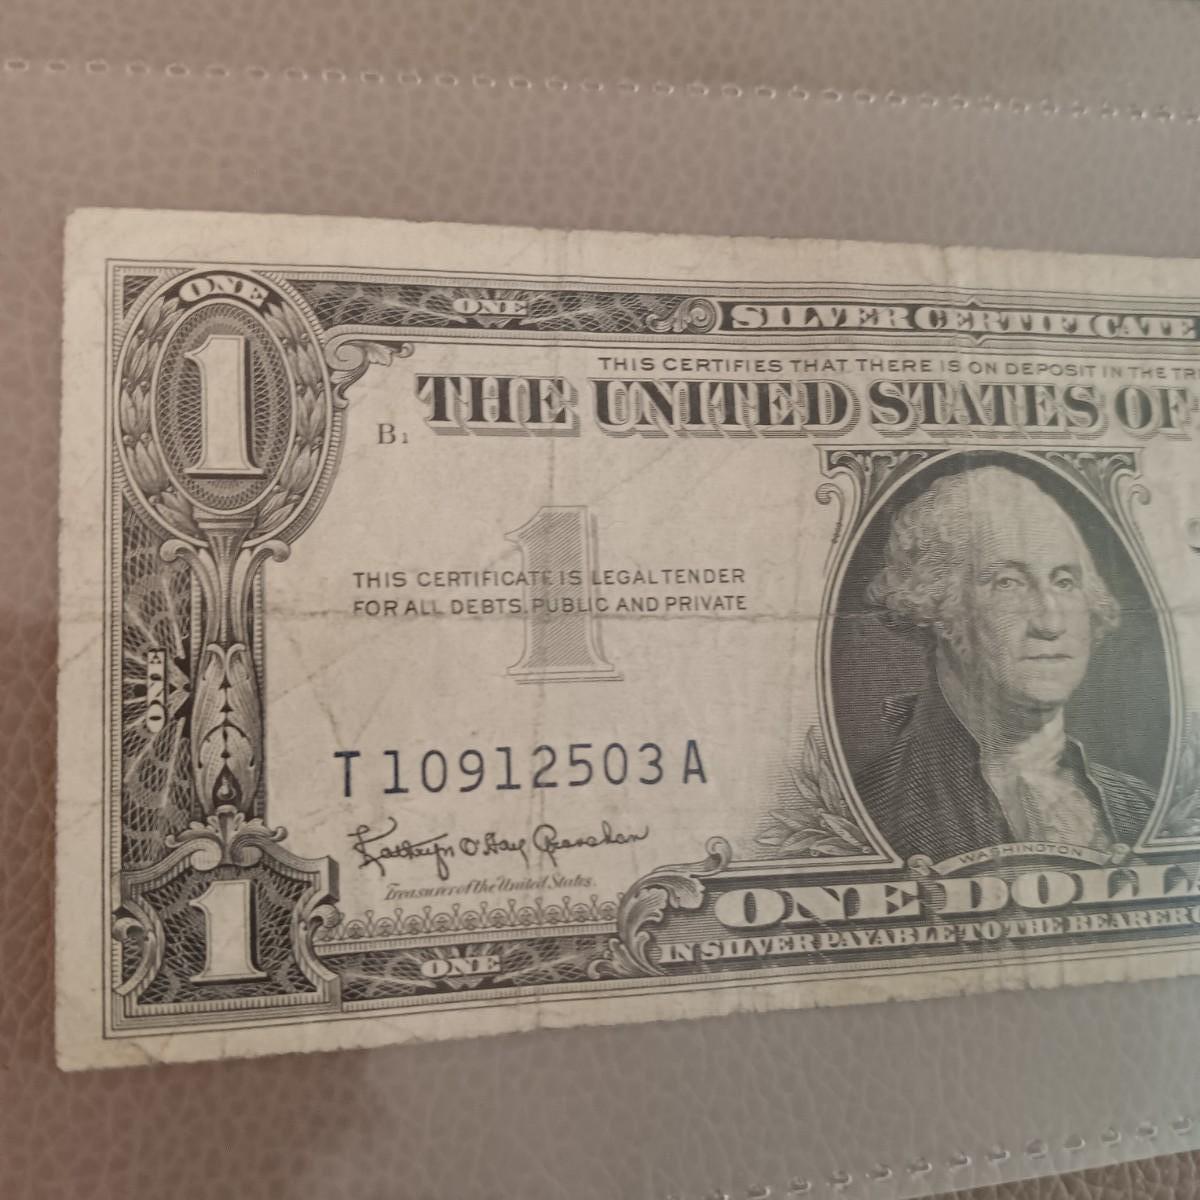 ONE
ONE
SILVER CERTIFICATE
1
THIS CERTIFIES THAT THERE IS ON DEPOSIT IN THE TR
THE UNITED STATES OF
B1
1
THIS CERTIFICATE IS LEGAL TENDER
FOR ALL DEBTS, PUBLIC AND PRIVATE
ONE
T 10912503 A
Kathryn O'Hay Granahan
Treasurer of the United States.
WASHINGTON
1
ONE DOLLA
IN SILVER PAYABLE TO THE BEARER
ONE